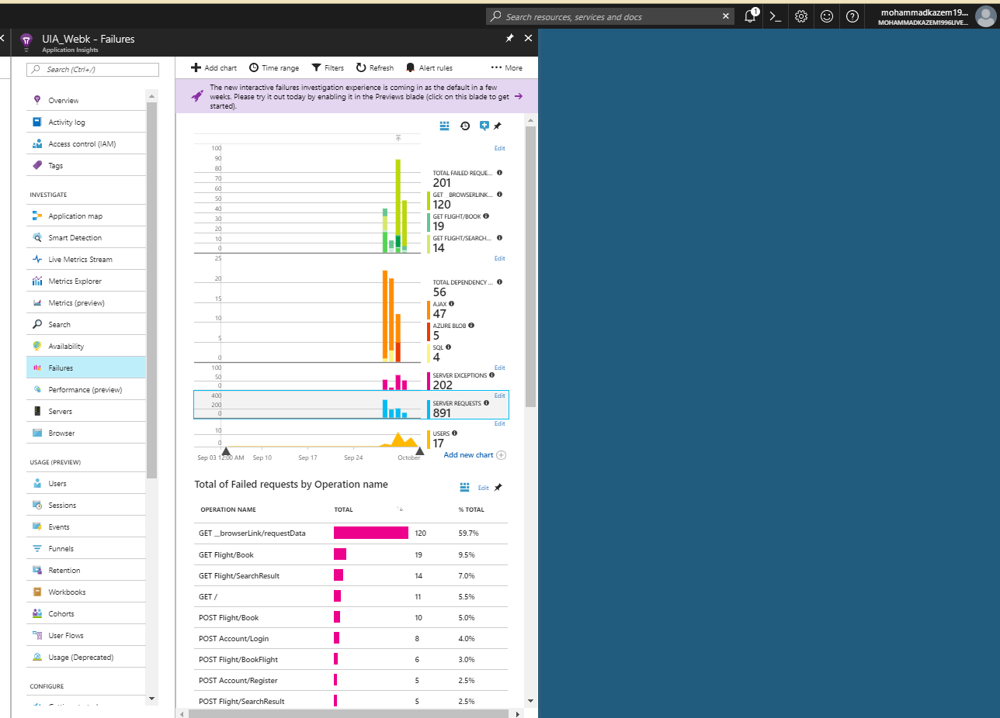 Search resources, services and docs
1
mohammadkazem19...
MOHAMMADKAZEM1996LIVE...
UIA_Webk - Failures
Application Insights
Search (Ctrl+/)
Overview
Activity log
Access control (IAM)
Tags
INVESTIGATE
Application map
Smart Detection
Live Metrics Stream
Metrics Explorer
Metrics (preview)
Search
Availability
Failures
Performance (preview)
Servers
Browser
USAGE (PREVIEW)
Users
Sessions
Events
Funnels
Retention
Workbooks
Cohorts
User Flows
Usage (Deprecated)
CONFIGURE
Add chart Time range Filters Refresh Alert rules More
The new interactive failures investigation experience is coming in as the default in a few
weeks. Please try it out today by enabling it in the Previews blade (click on this blade to get
started).
Edit
100
90
80
70
60
50
40
30
20
10
0
TOTAL FAILED REQUE...
201
GET BROWSERLINK...
120
GET FLIGHT/BOOK
19
GET FLIGHT/SEARCH...
14
Edit
25
20
15
10
5
0
TOTAL DEPENDENCY ...
56
AJAX
47
AZURE BLOB
5
SQL
4
Edit
100
50
0
SERVER EXCEPTIONS
202
Edit
400
200
0
SERVER REQUESTS
891
Edit
10
0
USERS
17
Sep 03 12:00 AM Sep 10 Sep 17 Sep 24 October
Add new chart
Total of Failed requests by Operation name
Edit
OPERATION NAME TOTAL % TOTAL
GET __browserLink/requestData 120 59.7%
GET Flight/Book 19 9.5%
GET Flight/SearchResult 14 7.0%
GET / 11 5.5%
POST Flight/Book 10 5.0%
POST Account/Login 8 4.0%
POST Flight/BookFlight 6 3.0%
POST Account/Register 5 2.5%
POST Flight/SearchResult 5 2.5%